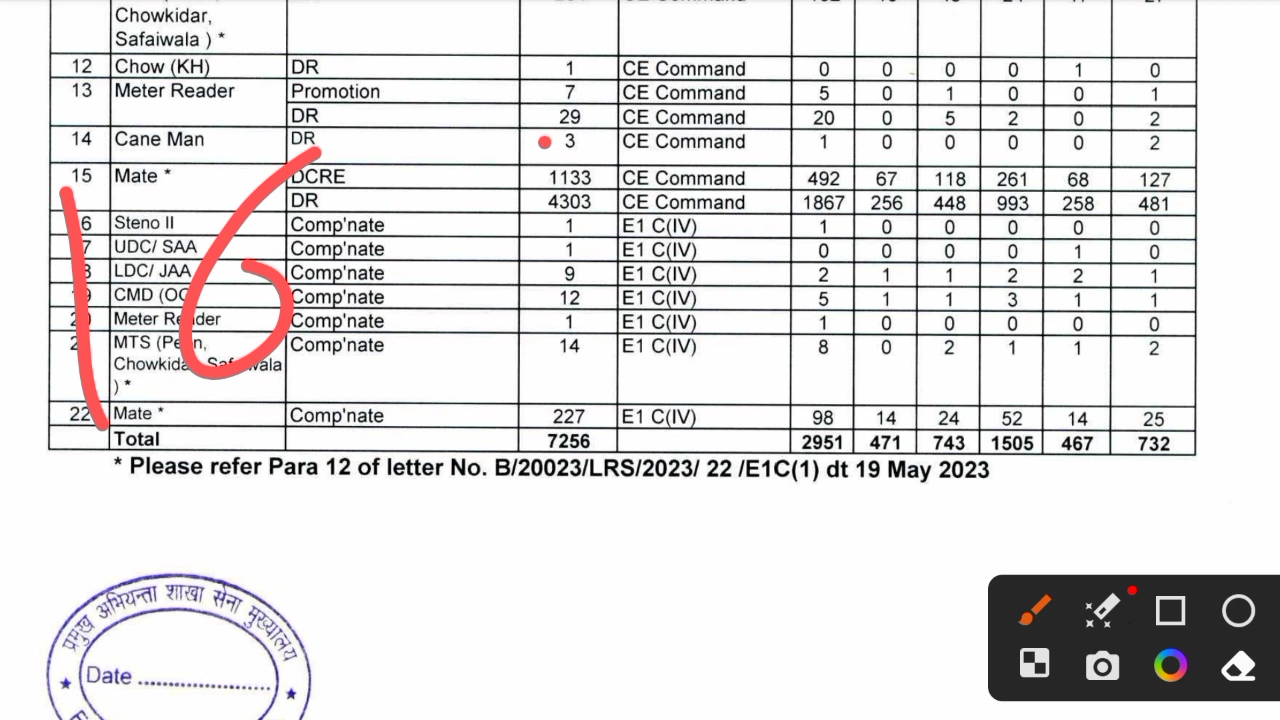 Chowkidar,
Safaiwala ) *
12 Chow (KH) DR 1 CE Command 0 0 0 0 1 0
13 Meter Reader Promotion 7 CE Command 5 0 1 0 0 1
DR 29 CE Command 20 0 5 2 0 2
14 Cane Man DR 3 CE Command 1 0 0 0 0 2
15 Mate * DCRE 1133 CE Command 492 67 118 261 68 127
DR 4303 CE Command 1867 256 448 993 258 481
Steno II Comp'nate 1 E1 C(IV) 1 0 0 0 0 0
UDC/ SAA Comp'nate 1 E1 C(IV) 0 0 0 0 1 0
LDC/ JAA Comp'nate 9 E1 C(IV) 2 1 1 2 2 1
CMD Comp'nate 12 E1 C(IV) 5 1 1 3 1 1
Meter Reader Comp'nate 1 E1 C(IV) 1 0 0 0 0 0
MTS Comp'nate 14 E1 C(IV) 8 0 2 1 1 2
) *
22 Mate * Comp'nate 227 E1 C(IV) 98 14 24 52 14 25
Total 7256 2951 471 743 1505 467 732
* Please refer Para 12 of letter No. B/20023/LRS/2023/ 22 /E1C(1) dt 19 May 2023
16
प्रमुख अभियन्ता शाखा सेना मुख्यालय
Date